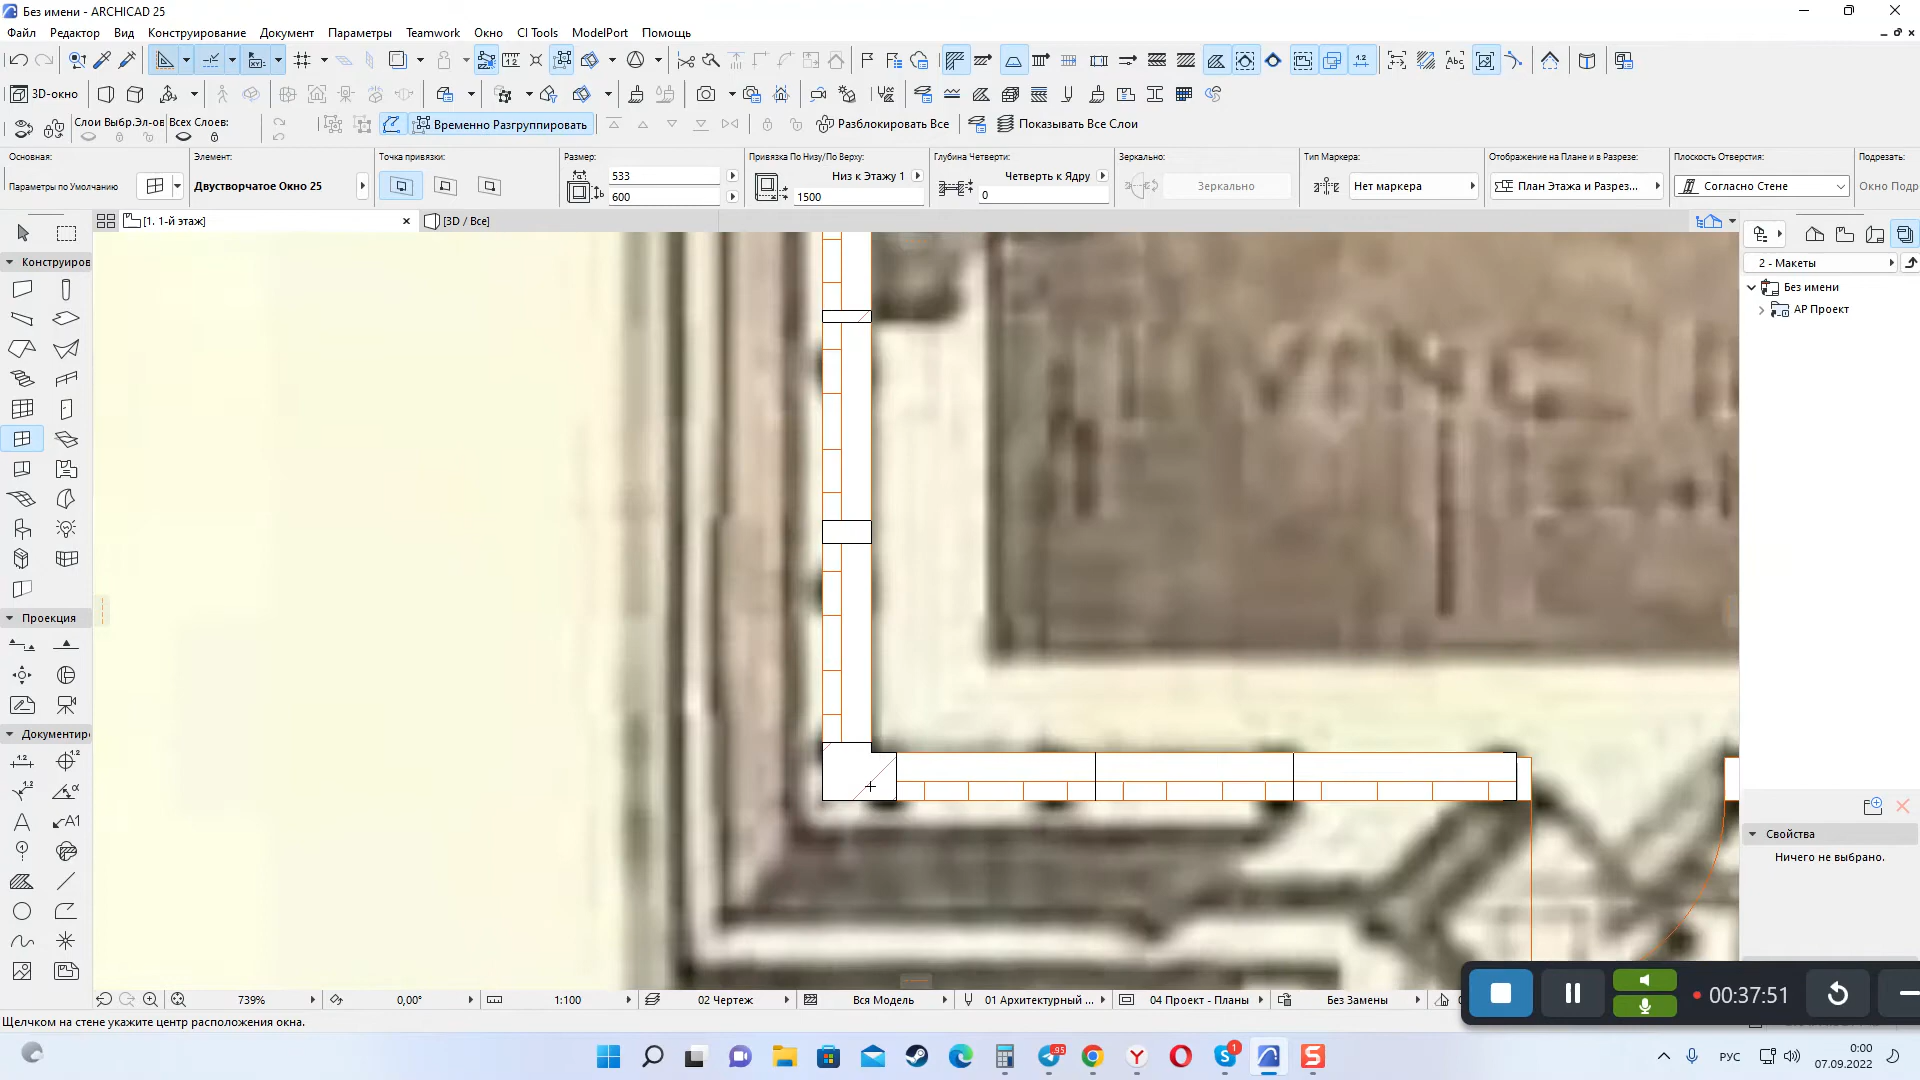 Без имени - ARCHICAD 25
Файл Редактор Вид Конструирование Документ Параметры Teamwork Окно CI Tools ModelPort Помощь
3D-окно
Слои Выбр.Эл-ов Всех Слоев: Временно Разгруппировать Разблокировать Все Показывать Все Слои
Основная: Элемент: Точка привязки: Размер: Привязка По Низу/По Верху: Глубина Четверти: Зеркально: Тип Маркера: Отображение на Плане и в Разрезе: Плоскость Отверстия: Подрезать:
Параметры по Умолчанию Двустворчатое Окно 25 533 Низ к Этажу 1 Четверть к Ядру Зеркально Нет маркера План Этажа и Разрез... Согласно Стене Окно Подр
600 1500 0
[1. 1-й этаж] [3D / Все]
Конструиров
2 - Макеты
Без имени
АР Проект
Проекция
Документир
Свойства
Ничего не выбрано.
739% 0,00° 1:100 02 Чертеж Вся Модель 01 Архитектурный ... 04 Проект - Планы Без Замены
00:37:51
Щелчком на стене укажите центр расположения окна.
РУС
0:00
07.09.2022